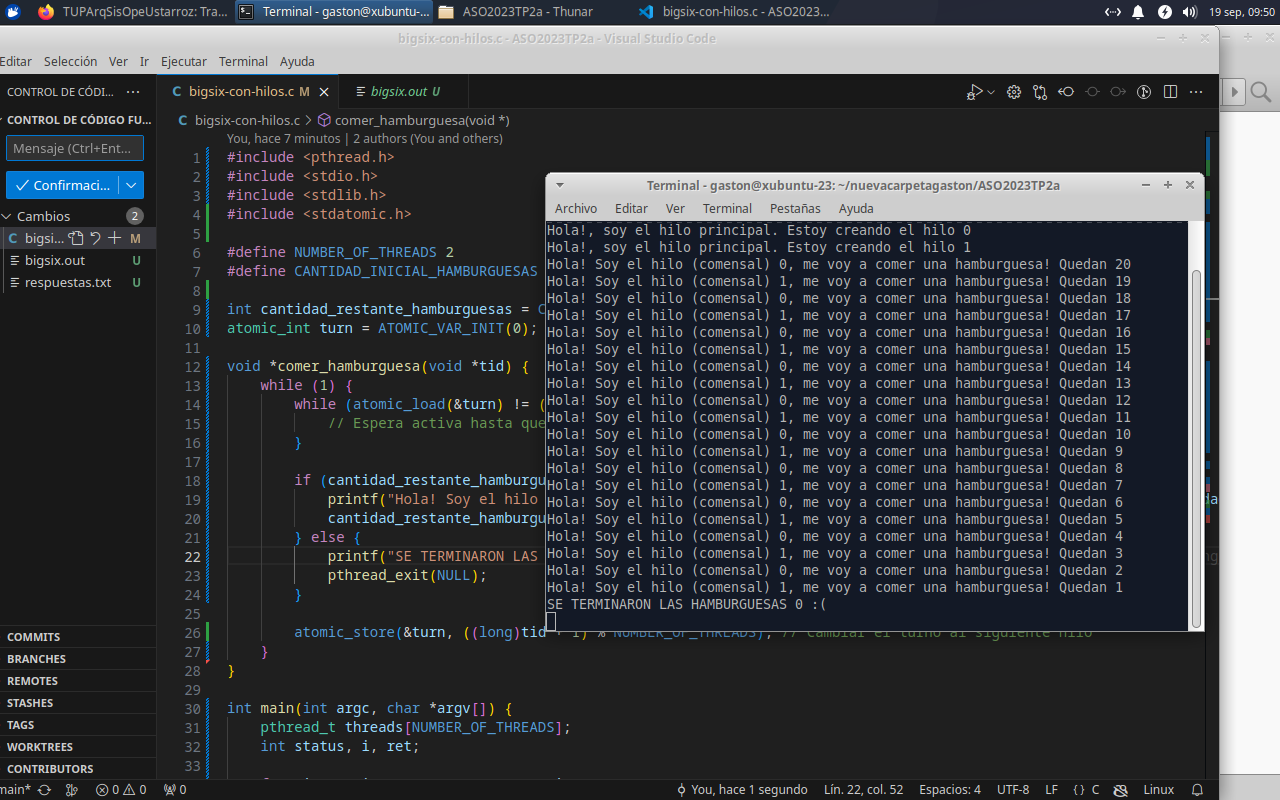 TUPArqSisOpeUstarroz: Tra...
Terminal - gaston@xubuntu-...
ASO2023TP2a - Thunar
bigsix-con-hilos.c - ASO2023...
19 sep, 09:50
bigsix-con-hilos.c - ASO2023TP2a - Visual Studio Code
Editar Selección Ver Ir Ejecutar Terminal Ayuda
CONTROL DE CÓDI... ···
bigsix-con-hilos.c M
bigsix.out U
CONTROL DE CÓDIGO FU...
bigsix-con-hilos.c > comer_hamburguesa(void *)
Mensaje (Ctrl+Ent...
Confirmaci...
Cambios 2
bigsi... M
bigsix.out U
respuestas.txt U
COMMITS
BRANCHES
REMOTES
STASHES
TAGS
WORKTREES
CONTRIBUTORS
You, hace 7 minutos | 2 authors (You and others)
1 #include <pthread.h>
2 #include <stdio.h>
3 #include <stdlib.h>
4 #include <stdatomic.h>
5
6 #define NUMBER_OF_THREADS 2
7 #define CANTIDAD_INICIAL_HAMBURGUESAS
8
9 int cantidad_restante_hamburguesas = C
10 atomic_int turn = ATOMIC_VAR_INIT(0);
11
12 void *comer_hamburguesa(void *tid) {
13 while (1) {
14 while (atomic_load(&turn) != (
15 // Espera activa hasta que
16 }
17
18 if (cantidad_restante_hamburgu
19 printf("Hola! Soy el hilo
20 cantidad_restante_hamburgu
21 } else {
22 printf("SE TERMINARON LAS
23 pthread_exit(NULL);
24 }
25
26 atomic_store(&turn, ((long)tid + 1) % NUMBER_OF_THREADS); // Cambiar el turno al siguiente hilo
27 }
28 }
29
30 int main(int argc, char *argv[]) {
31 pthread_t threads[NUMBER_OF_THREADS];
32 int status, i, ret;
33
Terminal - gaston@xubuntu-23: ~/nuevacarpetagaston/ASO2023TP2a
Archivo Editar Ver Terminal Pestañas Ayuda
Hola!, soy el hilo principal. Estoy creando el hilo 0
Hola!, soy el hilo principal. Estoy creando el hilo 1
Hola! Soy el hilo (comensal) 0, me voy a comer una hamburguesa! Quedan 20
Hola! Soy el hilo (comensal) 1, me voy a comer una hamburguesa! Quedan 19
Hola! Soy el hilo (comensal) 0, me voy a comer una hamburguesa! Quedan 18
Hola! Soy el hilo (comensal) 1, me voy a comer una hamburguesa! Quedan 17
Hola! Soy el hilo (comensal) 0, me voy a comer una hamburguesa! Quedan 16
Hola! Soy el hilo (comensal) 1, me voy a comer una hamburguesa! Quedan 15
Hola! Soy el hilo (comensal) 0, me voy a comer una hamburguesa! Quedan 14
Hola! Soy el hilo (comensal) 1, me voy a comer una hamburguesa! Quedan 13
Hola! Soy el hilo (comensal) 0, me voy a comer una hamburguesa! Quedan 12
Hola! Soy el hilo (comensal) 1, me voy a comer una hamburguesa! Quedan 11
Hola! Soy el hilo (comensal) 0, me voy a comer una hamburguesa! Quedan 10
Hola! Soy el hilo (comensal) 1, me voy a comer una hamburguesa! Quedan 9
Hola! Soy el hilo (comensal) 0, me voy a comer una hamburguesa! Quedan 8
Hola! Soy el hilo (comensal) 1, me voy a comer una hamburguesa! Quedan 7
Hola! Soy el hilo (comensal) 0, me voy a comer una hamburguesa! Quedan 6
Hola! Soy el hilo (comensal) 1, me voy a comer una hamburguesa! Quedan 5
Hola! Soy el hilo (comensal) 0, me voy a comer una hamburguesa! Quedan 4
Hola! Soy el hilo (comensal) 1, me voy a comer una hamburguesa! Quedan 3
Hola! Soy el hilo (comensal) 0, me voy a comer una hamburguesa! Quedan 2
Hola! Soy el hilo (comensal) 1, me voy a comer una hamburguesa! Quedan 1
SE TERMINARON LAS HAMBURGUESAS 0 :(
da
ng
main* 0 0 0
You, hace 1 segundo Lín. 22, col. 52 Espacios: 4 UTF-8 LF {} C Linux